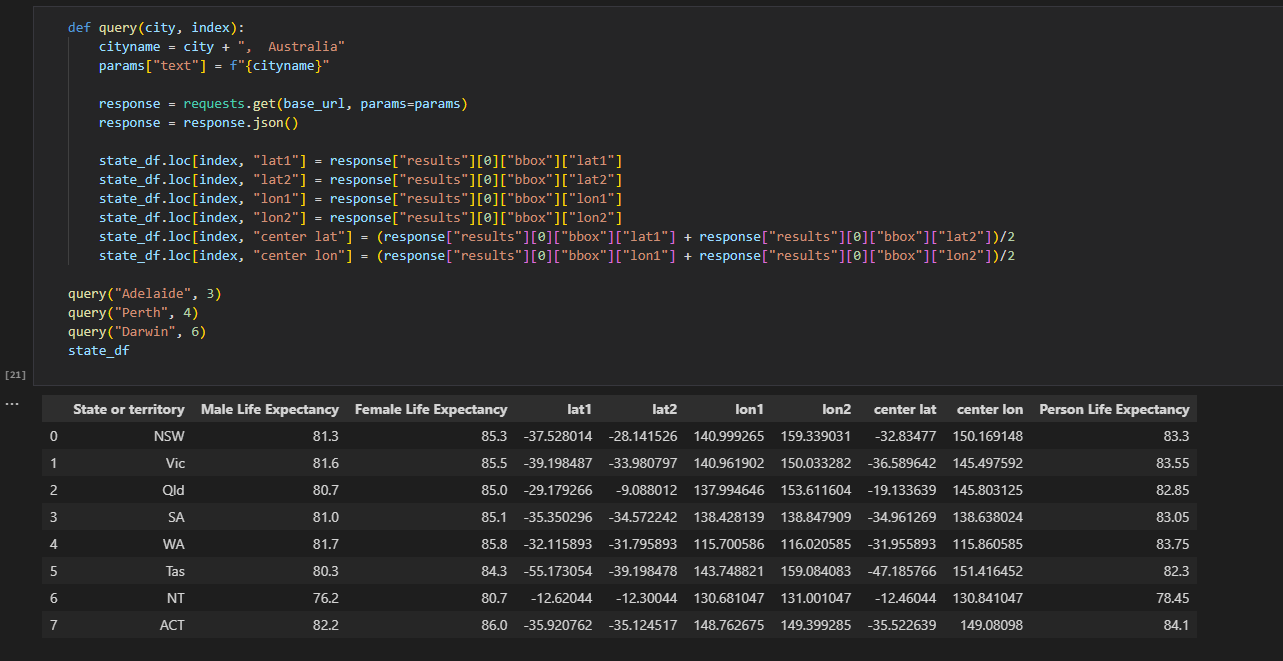 def query(city, index):
    cityname = city + ",  Australia"
    params["text"] = f"{cityname}"
    response = requests.get(base_url, params=params)
    response = response.json()
    state_df.loc[index, "lat1"] = response["results"][0]["bbox"]["lat1"]
    state_df.loc[index, "lat2"] = response["results"][0]["bbox"]["lat2"]
    state_df.loc[index, "lon1"] = response["results"][0]["bbox"]["lon1"]
    state_df.loc[index, "lon2"] = response["results"][0]["bbox"]["lon2"]
    state_df.loc[index, "center lat"] = (response["results"][0]["bbox"]["lat1"] + response["results"][0]["bbox"]["lat2"])/2
    state_df.loc[index, "center lon"] = (response["results"][0]["bbox"]["lon1"] + response["results"][0]["bbox"]["lon2"])/2
query("Adelaide", 3)
query("Perth", 4)
query("Darwin", 6)
state_df
[21]
...
State or territory Male Life Expectancy Female Life Expectancy lat1 lat2 lon1 lon2 center lat center lon Person Life Expectancy
0 NSW 81.3 85.3 -37.528014 -28.141526 140.999265 159.339031 -32.83477 150.169148 83.3
1 Vic 81.6 85.5 -39.198487 -33.980797 140.961902 150.033282 -36.589642 145.497592 83.55
2 Qld 80.7 85.0 -29.179266 -9.088012 137.994646 153.611604 -19.133639 145.803125 82.85
3 SA 81.0 85.1 -35.350296 -34.572242 138.428139 138.847909 -34.961269 138.638024 83.05
4 WA 81.7 85.8 -32.115893 -31.795893 115.700586 116.020585 -31.955893 115.860585 83.75
5 Tas 80.3 84.3 -55.173054 -39.198478 143.748821 159.084083 -47.185766 151.416452 82.3
6 NT 76.2 80.7 -12.62044 -12.30044 130.681047 131.001047 -12.46044 130.841047 78.45
7 ACT 82.2 86.0 -35.920762 -35.124517 148.762675 149.399285 -35.522639 149.08098 84.1